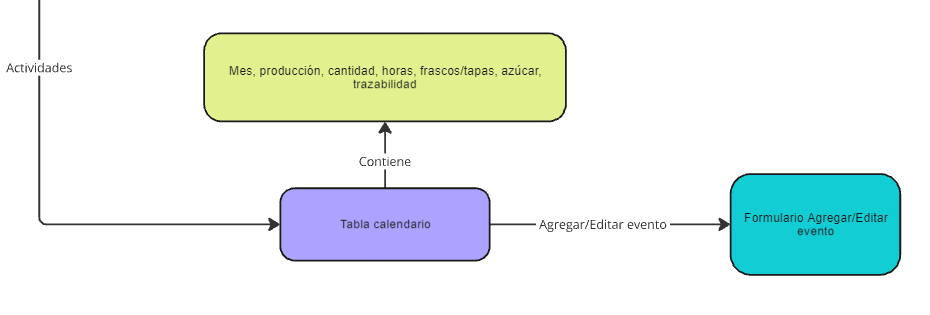 Actividades
Mes, producción, cantidad, horas, frascos/tapas, azúcar,
trazabilidad
Contiene
Tabla calendario
Agregar/Editar evento
Formulario Agregar/Editar
evento